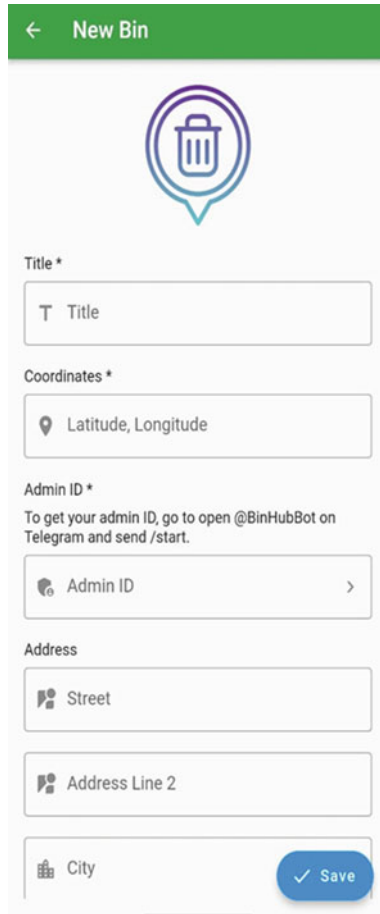 New Bin
Title *
Title
Coordinates *
Latitude, Longitude
Admin ID *
To get your admin ID, go to open @BinHubBot on
Telegram and send /start.
Admin ID
Address
Street
Address Line 2
City
Save